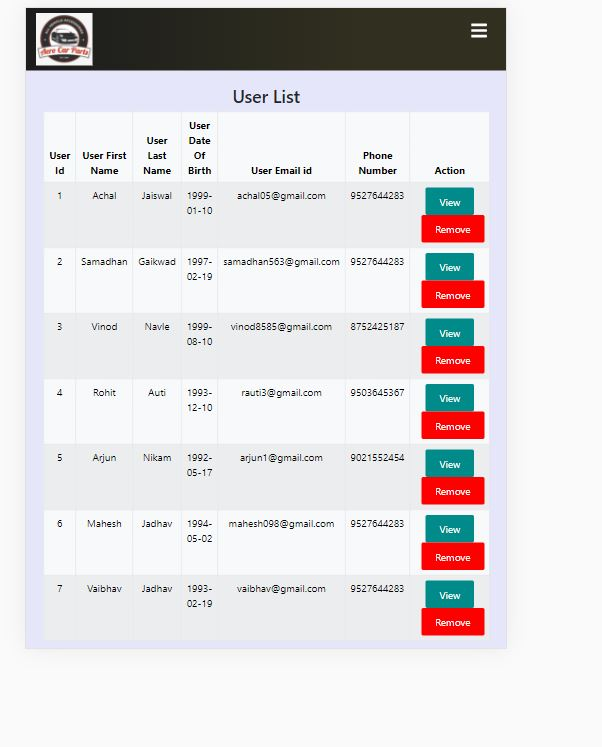 Aero Car Parts
User List
User Id User First Name User Last Name User Date Of Birth User Email id Phone Number Action
1 Achal Jaiswal 1999-01-10 achal05@gmail.com 9527644283 View Remove
2 Samadhan Gaikwad 1997-02-19 samadhan563@gmail.com 9527644283 View Remove
3 Vinod Navle 1999-08-10 vinod8585@gmail.com 8752425187 View Remove
4 Rohit Auti 1993-12-10 rauti3@gmail.com 9503645367 View Remove
5 Arjun Nikam 1992-05-17 arjun1@gmail.com 9021552454 View Remove
6 Mahesh Jadhav 1994-05-02 mahesh098@gmail.com 9527644283 View Remove
7 Vaibhav Jadhav 1993-02-19 vaibhav@gmail.com 9527644283 View Remove